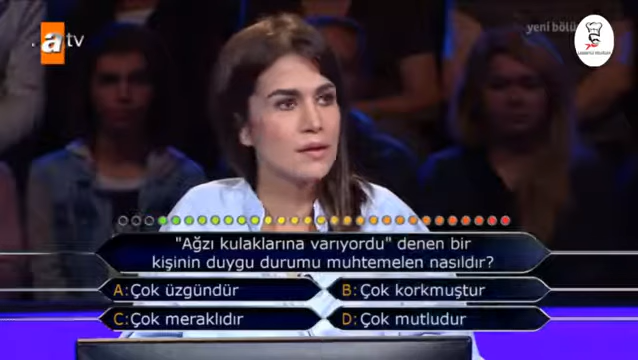 atv
yeni bölüm
"Ağzı kulaklarına varıyordu" denen bir
kişinin duygu durumu muhtemelen nasıldır?
A: Çok üzgündür
B: Çok korkmuştur
C: Çok meraklıdır
D: Çok mutludur